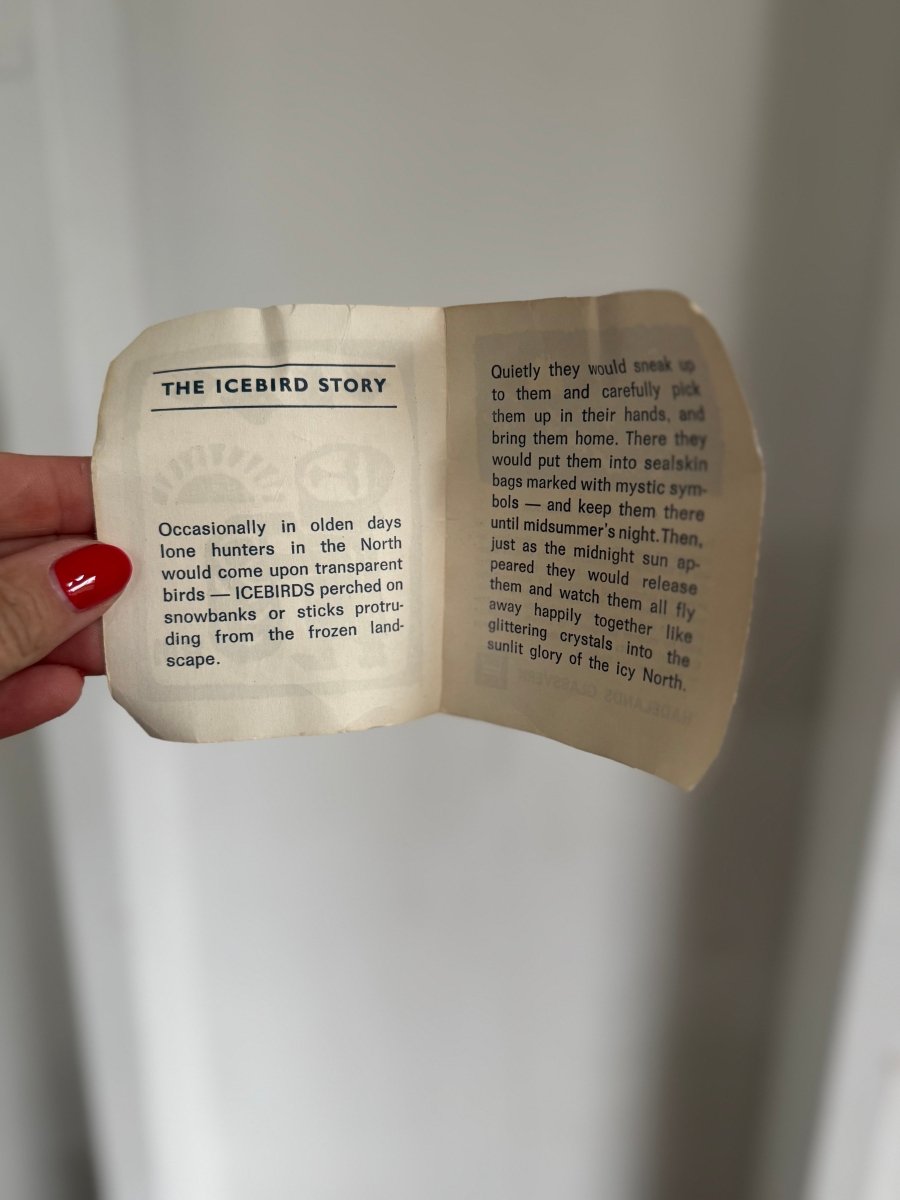 THE ICEBIRD STORY
Occasionally in olden days
lone hunters in the North
would come upon transparent
birds — ICEBIRDS perched on
snowbanks or sticks protru-
ding from the frozen land-
scape.
Quietly they would sneak up
to them and carefully pick
them up in their hands, and
bring them home. There they
would put them into sealskin
bags marked with mystic sym-
bols — and keep them there
until midsummer's night. Then,
just as the midnight sun ap-
peared they would release
them and watch them all fly
away happily together like
glittering crystals into the
sunlit glory of the icy North.
HADELANDS GLASSVERK